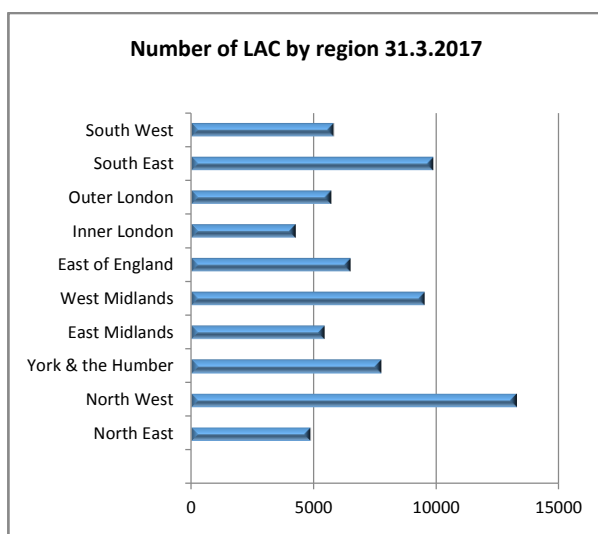 Number of LAC by region 31.3.2017
South West
South East
Outer London
Inner London
East of England
West Midlands
East Midlands
York & the Humber
North West
North East
0 5000 10000 15000